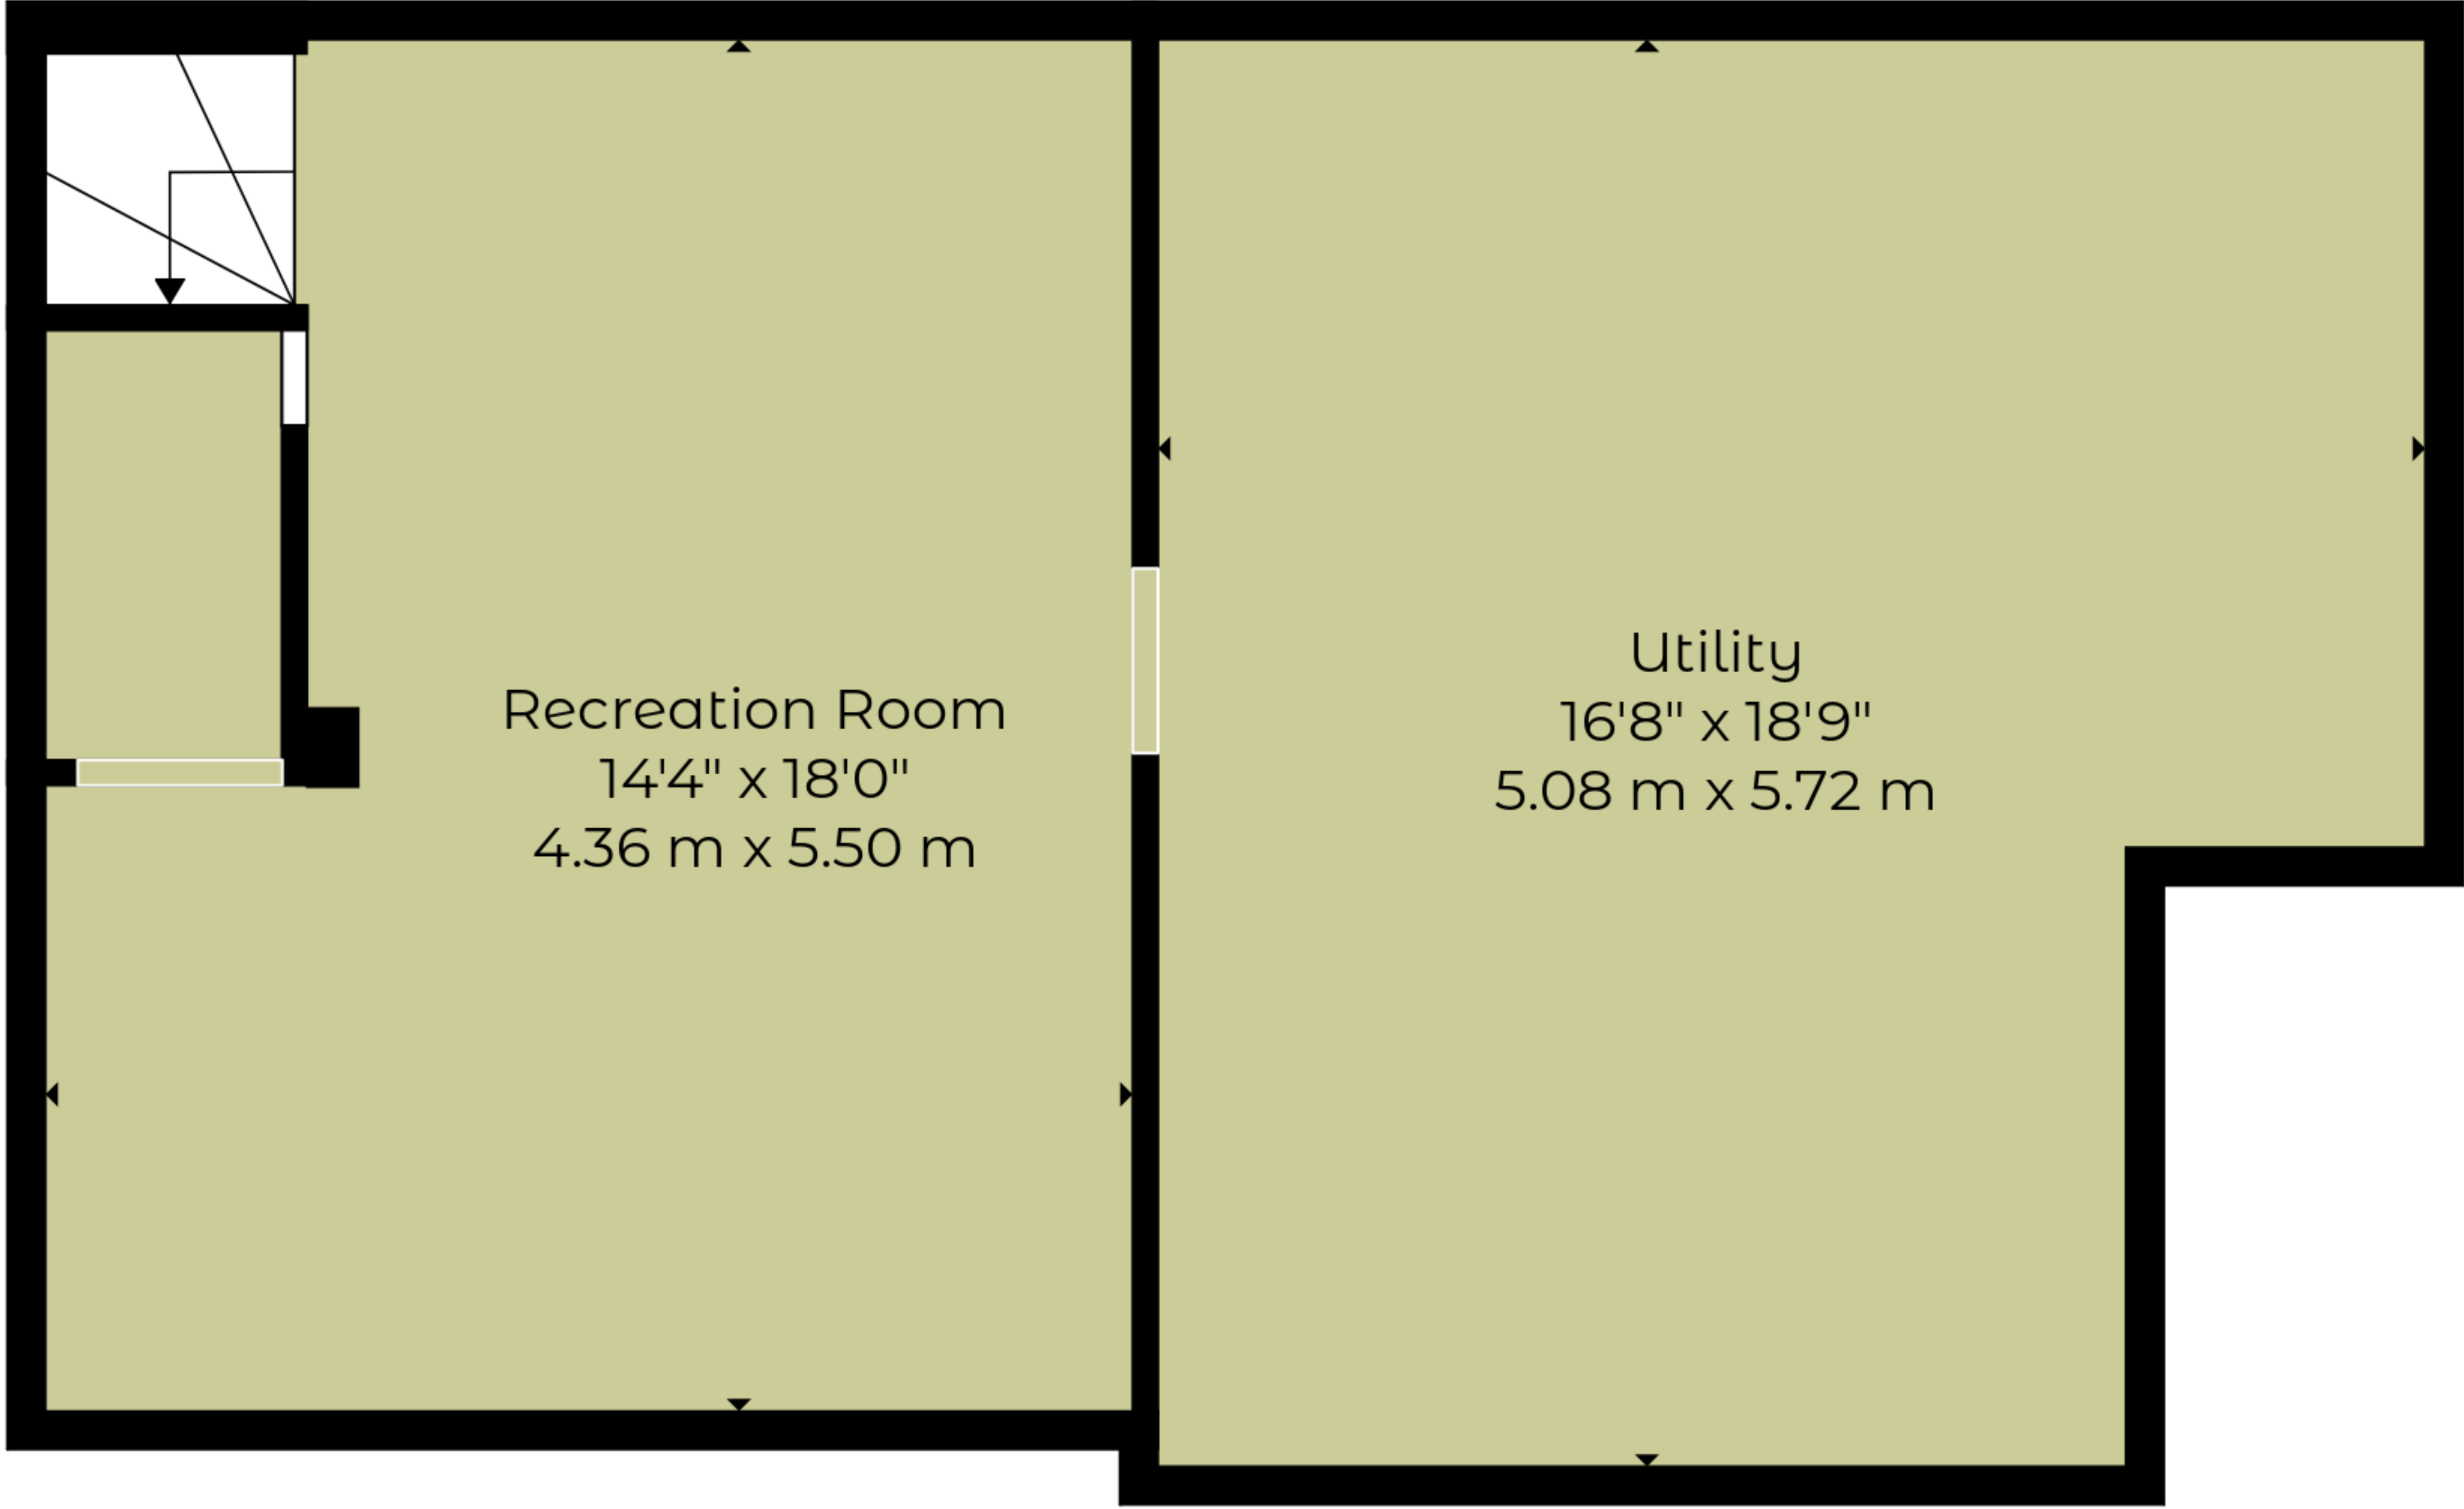 Recreation Room
14'4" x 18'0"
4.36 m x 5.50 m
Utility
16'8" x 18'9"
5.08 m x 5.72 m